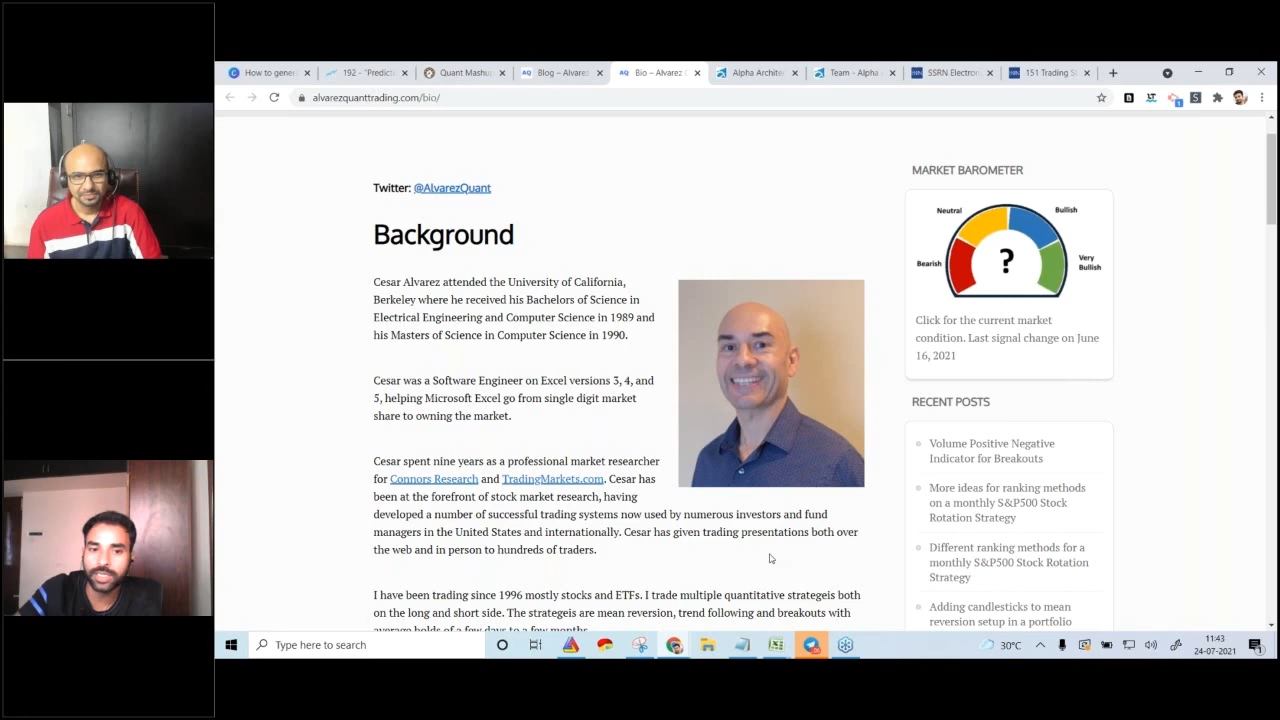 How to gener
192 - "Predict
Quant Mashup
Blog – Alvarez
Bio – Alvarez
Alpha Archite
Team - Alpha
SSRN Electron
151 Trading S
alvarezquanttrading.com/bio/
Twitter: @AlvarezQuant
Background
Cesar Alvarez attended the University of California,
Berkeley where he received his Bachelors of Science in
Electrical Engineering and Computer Science in 1989 and
his Masters of Science in Computer Science in 1990.
Cesar was a Software Engineer on Excel versions 3, 4, and
5, helping Microsoft Excel go from single digit market
share to owning the market.
Cesar spent nine years as a professional market researcher
for Connors Research and TradingMarkets.com. Cesar has
been at the forefront of stock market research, having
developed a number of successful trading systems now used by numerous investors and fund
managers in the United States and internationally. Cesar has given trading presentations both over
the web and in person to hundreds of traders.
I have been trading since 1996 mostly stocks and ETFs. I trade multiple quantitative strategeis both
on the long and short side. The strategeis are mean reversion, trend following and breakouts with
average holds of a few days to a few months.
MARKET BAROMETER
Neutral
Bullish
Bearish
?
Very
Bullish
Click for the current market
condition. Last signal change on June
16, 2021
RECENT POSTS
Volume Positive Negative
Indicator for Breakouts
More ideas for ranking methods
on a monthly S&P500 Stock
Rotation Strategy
Different ranking methods for a
monthly S&P500 Stock Rotation
Strategy
Adding candlesticks to mean
reversion setup in a portfolio
Type here to search
30°C
11:43
24-07-2021